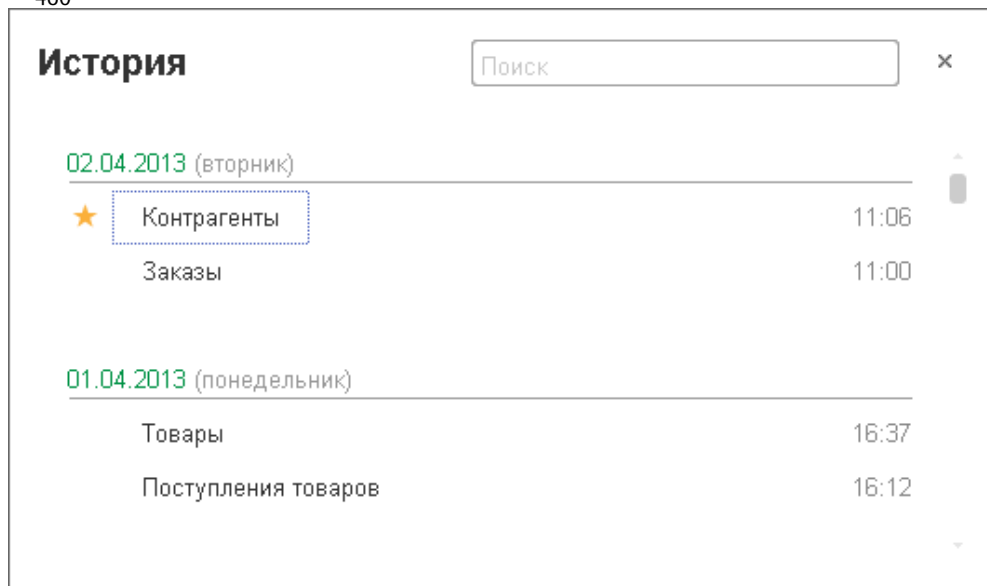 История Поиск ×
02.04.2013 (вторник)
★ Контрагенты 11:06
Заказы 11:00
01.04.2013 (понедельник)
Товары 16:37
Поступления товаров 16:12